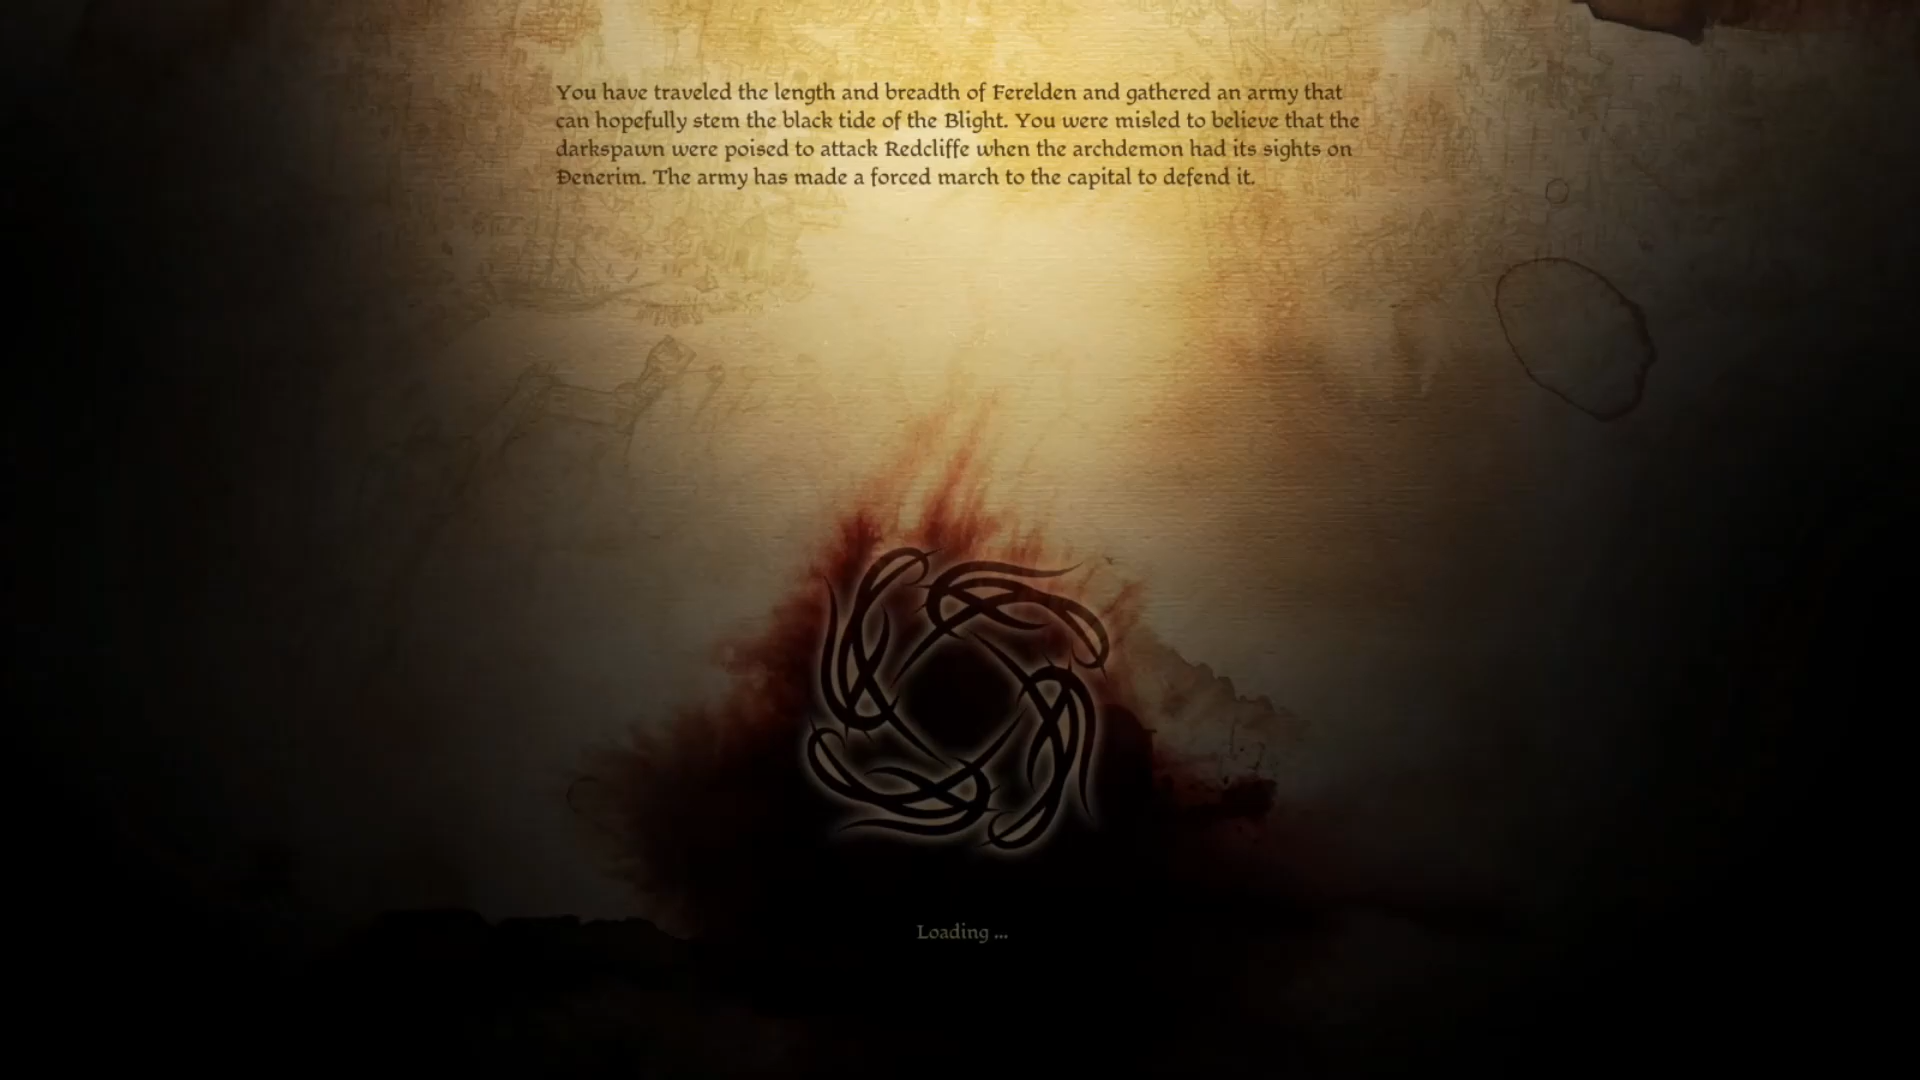 You have traveled the length and breadth of Ferelden and gathered an army that
can hopefully stem the black tide of the Blight. You were misled to believe that the
darkspawn were poised to attack Redcliffe when the archdemon had its sights on
Denerim. The army has made a forced march to the capital to defend it.
Loading ...